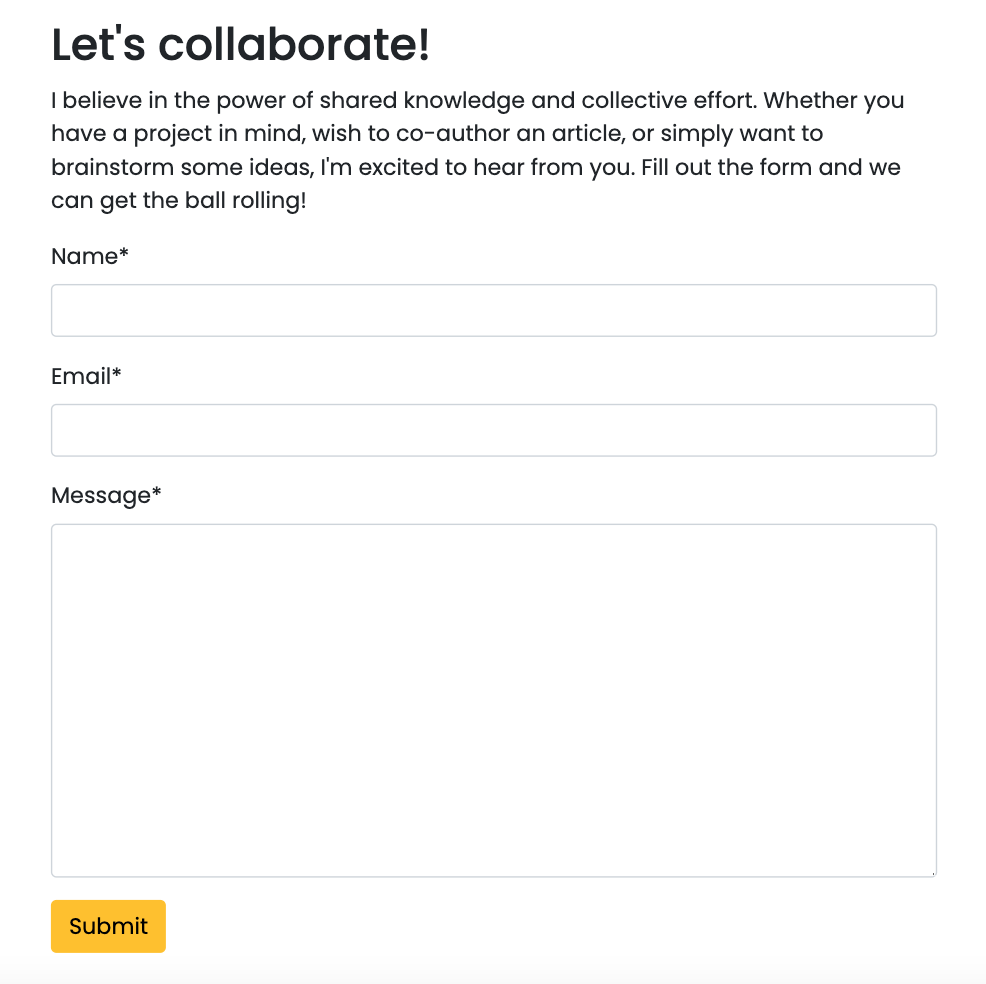 Let's collaborate!
I believe in the power of shared knowledge and collective effort. Whether you
have a project in mind, wish to co-author an article, or simply want to
brainstorm some ideas, I'm excited to hear from you. Fill out the form and we
can get the ball rolling!
Name*
Email*
Message*
Submit